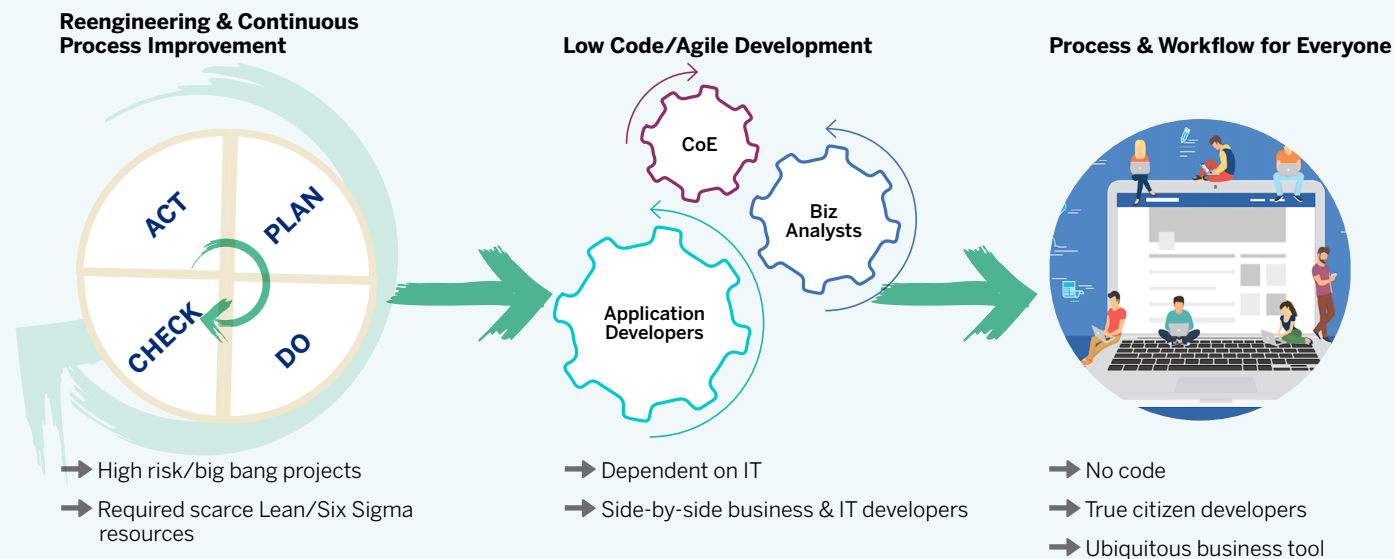 Reengineering & Continuous
Process Improvement
ACT
PLAN
CHECK
DO
High risk/big bang projects
Required scarce Lean/Six Sigma
resources
Low Code/Agile Development
CoE
Biz
Analysts
Application
Developers
Dependent on IT
Side-by-side business & IT developers
Process & Workflow for Everyone
No code
True citizen developers
Ubiquitous business tool